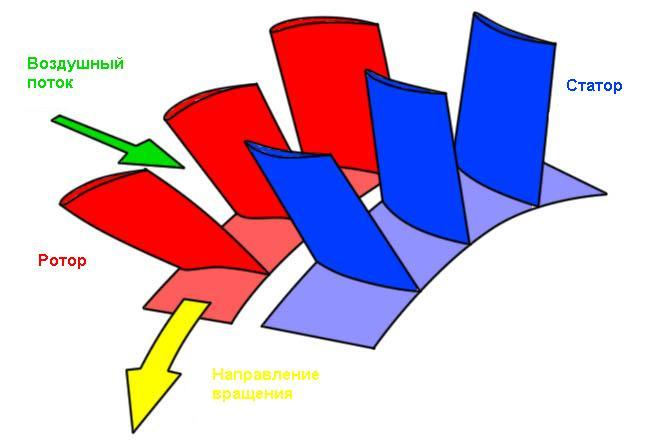 Воздушный
поток
Статор
Ротор
Направление
вращения